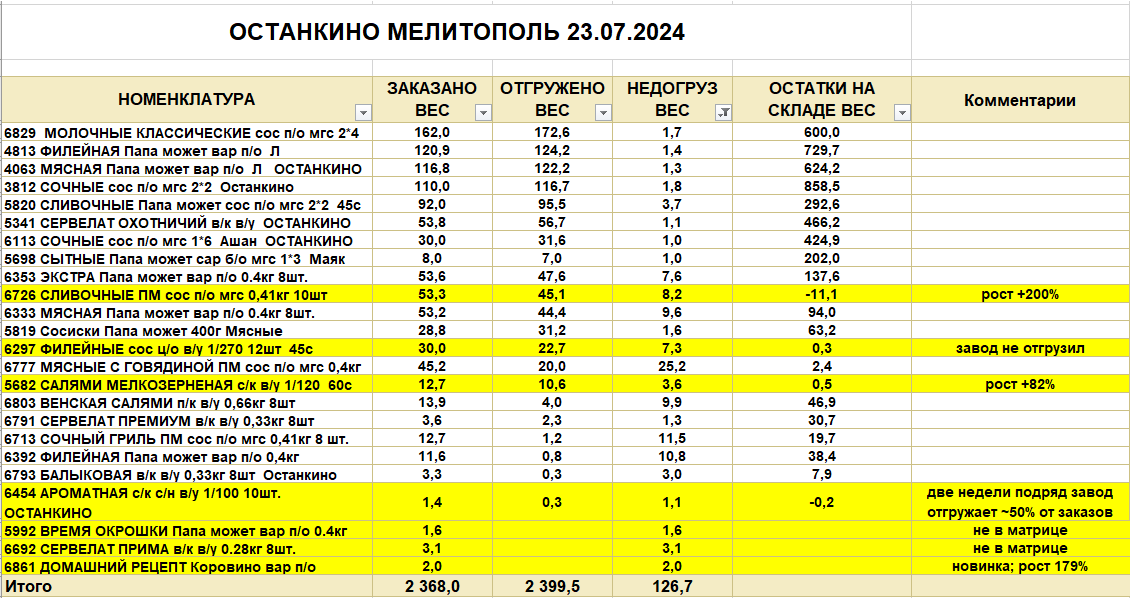 ОСТАНКИНО МЕЛИТОПОЛЬ 23.07.2024
НОМЕНКЛАТУРА ЗАКАЗАНО ВЕС ОТГРУЖЕНО ВЕС НЕДОГРУЗ ВЕС ОСТАТКИ НА СКЛАДЕ ВЕС Комментарии
6829 МОЛОЧНЫЕ КЛАССИЧЕСКИЕ сос п/о мгс 2*4 162,0 172,6 1,7 600,0
4813 ФИЛЕЙНАЯ Папа может вар п/о Л 120,9 124,2 1,4 729,7
4063 МЯСНАЯ Папа может вар п/о Л ОСТАНКИНО 116,8 122,2 1,3 624,2
3812 СОЧНЫЕ сос п/о мгс 2*2 Останкино 110,0 116,7 1,8 858,5
5820 СЛИВОЧНЫЕ Папа может сос п/о мгс 2*2 45с 92,0 95,5 3,7 292,6
5341 СЕРВЕЛАТ ОХОТНИЧИЙ в/к в/у ОСТАНКИНО 53,8 56,7 1,1 466,2
6113 СОЧНЫЕ сос п/о мгс 1*6 Ашан ОСТАНКИНО 30,0 31,6 1,0 424,9
5698 СЫТНЫЕ Папа может сар б/о мгс 1*3 Маяк 8,0 7,0 1,0 202,0
6353 ЭКСТРА Папа может вар п/о 0.4кг 8шт. 53,6 47,6 7,6 137,6
6726 СЛИВОЧНЫЕ ПМ сос п/о мгс 0,41кг 10шт 53,3 45,1 8,2 -11,1 рост +200%
6333 МЯСНАЯ Папа может вар п/о 0.4кг 8шт. 53,2 44,4 9,6 94,0
5819 Сосиски Папа может 400г Мясные 28,8 31,2 1,6 63,2
6297 ФИЛЕЙНЫЕ сос ц/о в/у 1/270 12шт 45с 30,0 22,7 7,3 0,3 завод не отгрузил
6777 МЯСНЫЕ С ГОВЯДИНОЙ ПМ сос п/о мгс 0,4кг 45,2 20,0 25,2 2,4
5682 САЛЯМИ МЕЛКОЗЕРНЕНАЯ с/к в/у 1/120 60с 12,7 10,6 3,6 0,5 рост +82%
6803 ВЕНСКАЯ САЛЯМИ п/к в/у 0,66кг 8шт 13,9 4,0 9,9 46,9
6791 СЕРВЕЛАТ ПРЕМИУМ в/к в/у 0,33кг 8шт 3,6 2,3 1,3 30,7
6713 СОЧНЫЙ ГРИЛЬ ПМ сос п/о мгс 0,41кг 8 шт. 12,7 1,2 11,5 19,7
6392 ФИЛЕЙНАЯ Папа может вар п/о 0,4кг 11,6 0,8 10,8 38,4
6793 БАЛЫКОВАЯ в/к в/у 0,33кг 8шт Останкино 3,3 0,3 3,0 7,9
6454 АРОМАТНАЯ с/к с/н в/у 1/100 10шт. ОСТАНКИНО 1,4 0,3 1,1 -0,2 две недели подряд завод отгружает ~50% от заказов
5992 ВРЕМЯ ОКРОШКИ Папа может вар п/о 0.4кг 1,6 1,6 не в матрице
6692 СЕРВЕЛАТ ПРИМА в/к в/у 0.28кг 8шт. 3,1 3,1 не в матрице
6861 ДОМАШНИЙ РЕЦЕПТ Коровино вар п/о 2,0 2,0 новинка; рост 179%
Итого 2 368,0 2 399,5 126,7